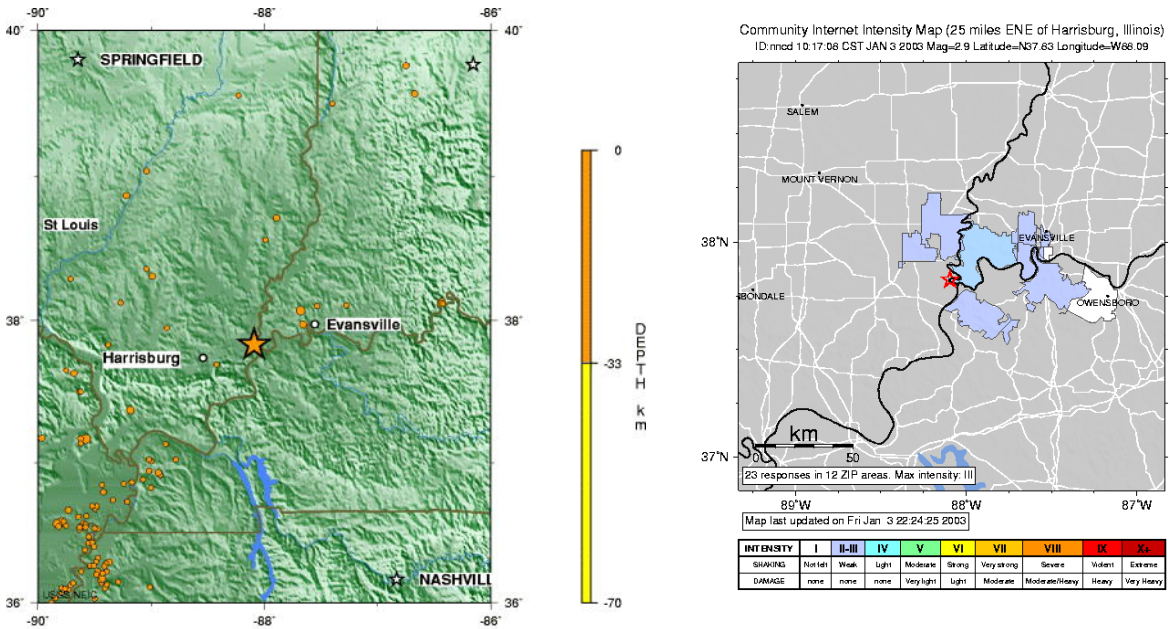 -90°
-88°
-86°
40°
40°
SPRINGFIELD
St Louis
38°
38°
Evansville
Harrisburg
NASHVILL
USGS NEIC
36°
36°
-90°
-88°
-86°
0
-33
-70
DEPTH km
Community Internet Intensity Map (25 miles ENE of Harrisburg, Illinois)
ID:nncd 10:17:08 CST JAN 3 2003 Mag=2.9 Latitude=N37.83 Longitude=W88.09
SALEM
MOUNT VERNON
38°N
EVANSVILLE
RBONDALE
OWENSBORO
km
0 50
37°N
23 responses in 12 ZIP areas. Max intensity: III
89°W 88°W 87°W
Map last updated on Fri Jan 3 22:24:25 2003
INTENSITY I II-III IV V VI VII VIII IX X+
SHAKING Not felt Weak Light Moderate Strong Very strong Severe Violent Extreme
DAMAGE none none none Very light Light Moderate Moderate/Heavy Heavy Very Heavy